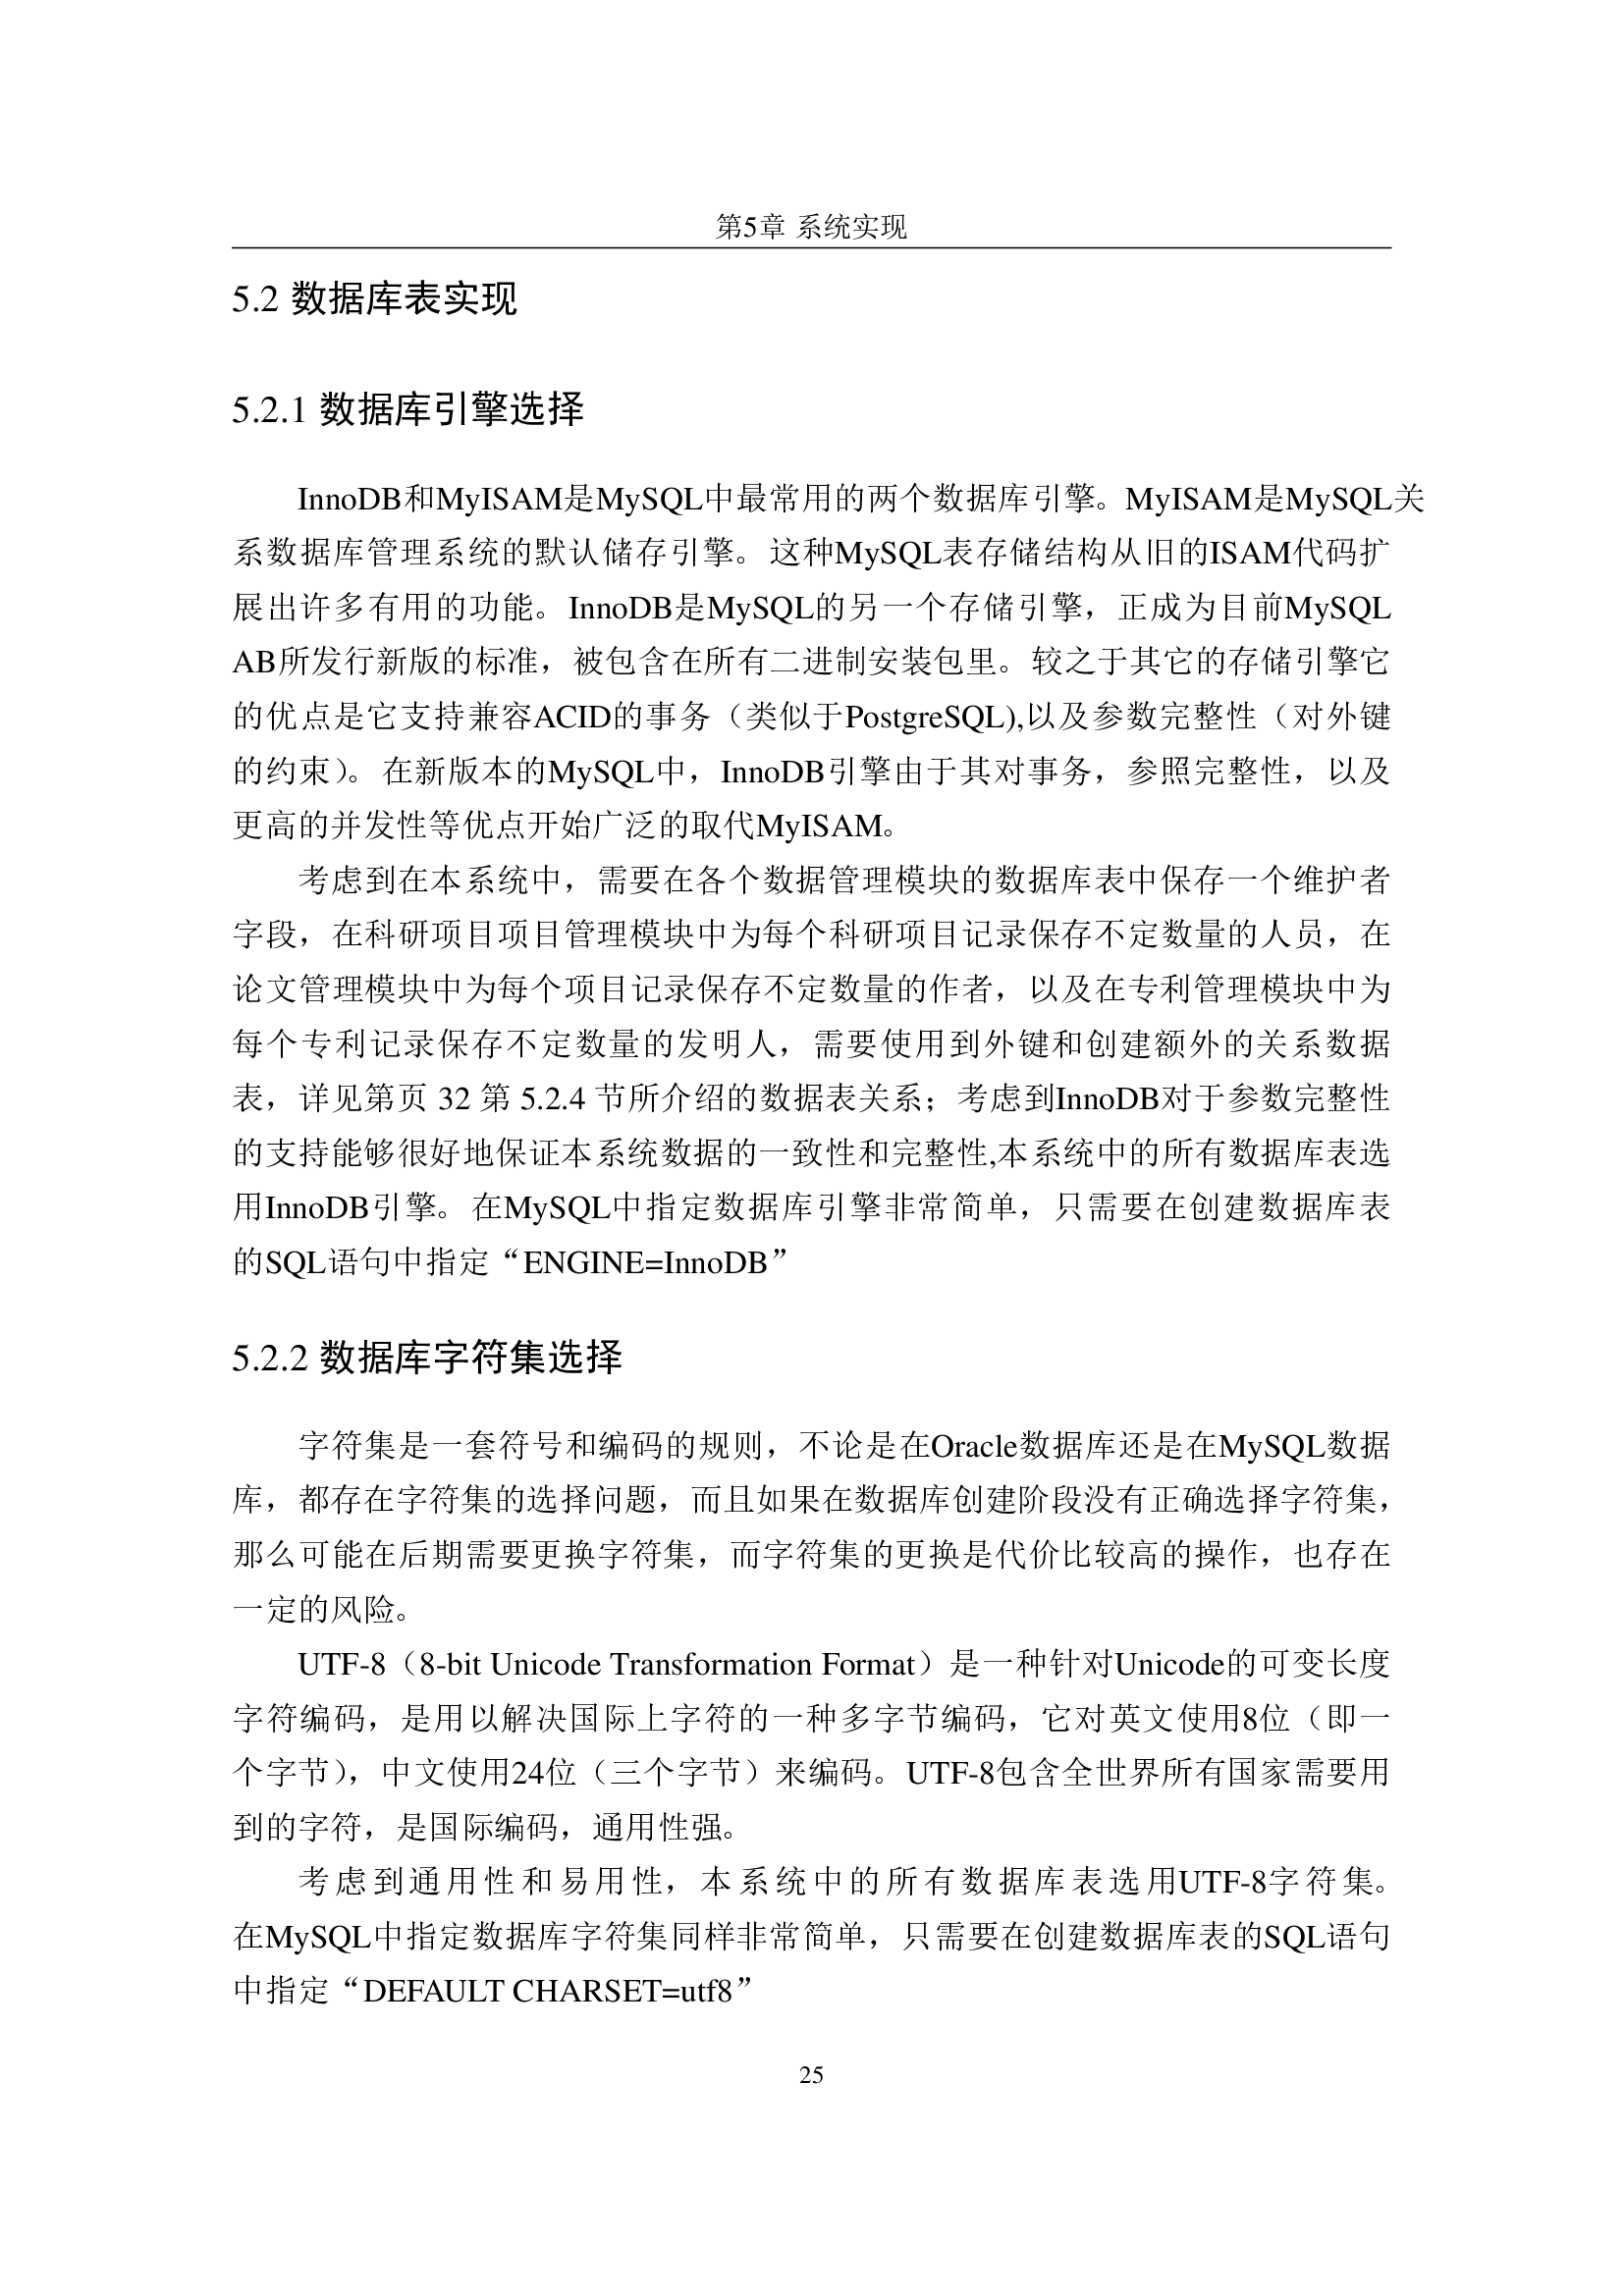 第5章 系统实现
5.2 数据库表实现
5.2.1 数据库引擎选择
InnoDB和MyISAM是MySQL中最常用的两个数据库引擎。MyISAM是MySQL关
系数据库管理系统的默认储存引擎。这种MySQL表存储结构从旧的ISAM代码扩
展出许多有用的功能。InnoDB是MySQL的另一个存储引擎，正成为目前MySQL
AB所发行新版的标准，被包含在所有二进制安装包里。较之于其它的存储引擎它
的优点是它支持兼容ACID的事务（类似于PostgreSQL),以及参数完整性（对外键
的约束）。在新版本的MySQL中，InnoDB引擎由于其对事务，参照完整性，以及
更高的并发性等优点开始广泛的取代MyISAM。
考虑到在本系统中，需要在各个数据管理模块的数据库表中保存一个维护者
字段，在科研项目项目管理模块中为每个科研项目记录保存不定数量的人员，在
论文管理模块中为每个项目记录保存不定数量的作者，以及在专利管理模块中为
每个专利记录保存不定数量的发明人，需要使用到外键和创建额外的关系数据
表，详见第页 32 第 5.2.4 节所介绍的数据表关系；考虑到InnoDB对于参数完整性
的支持能够很好地保证本系统数据的一致性和完整性,本系统中的所有数据库表选
用InnoDB引擎。在MySQL中指定数据库引擎非常简单，只需要在创建数据库表
的SQL语句中指定“ENGINE=InnoDB”
5.2.2 数据库字符集选择
字符集是一套符号和编码的规则，不论是在Oracle数据库还是在MySQL数据
库，都存在字符集的选择问题，而且如果在数据库创建阶段没有正确选择字符集，
那么可能在后期需要更换字符集，而字符集的更换是代价比较高的操作，也存在
一定的风险。
UTF-8（8-bit Unicode Transformation Format）是一种针对Unicode的可变长度
字符编码，是用以解决国际上字符的一种多字节编码，它对英文使用8位（即一
个字节），中文使用24位（三个字节）来编码。UTF-8包含全世界所有国家需要用
到的字符，是国际编码，通用性强。
考虑到通用性和易用性，本系统中的所有数据库表选用UTF-8字符集。
在MySQL中指定数据库字符集同样非常简单，只需要在创建数据库表的SQL语句
中指定“DEFAULT CHARSET=utf8”
25